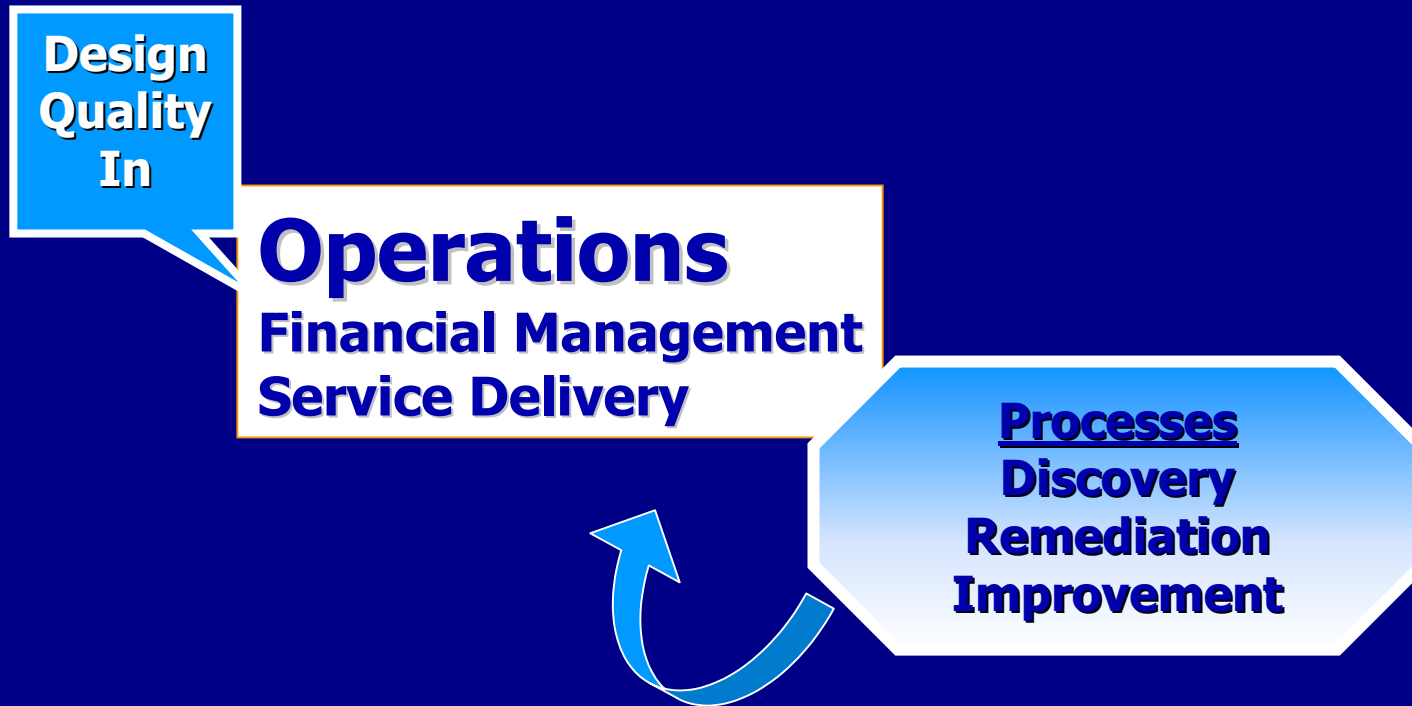 Design
Quality
In
Operations
Financial Management
Service Delivery
Processes
Discovery
Remediation
Improvement